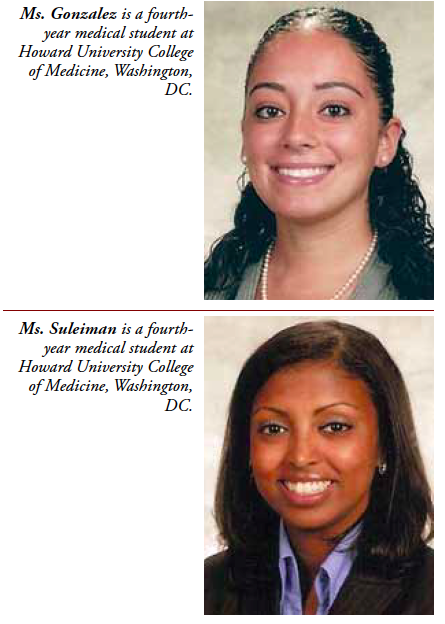 Ms. Gonzalez is a fourth-
year medical student at
Howard University College
of Medicine, Washington,
DC.
Ms. Suleiman is a fourth-
year medical student at
Howard University College
of Medicine, Washington,
DC.